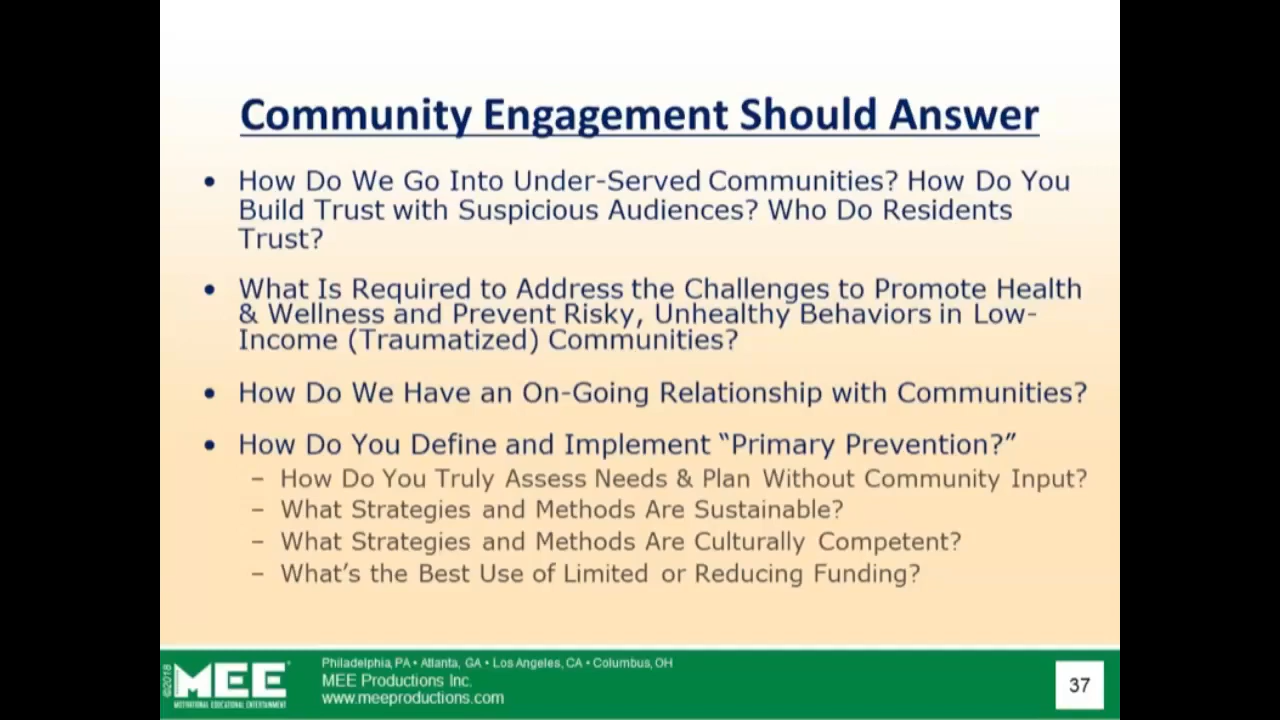 Community Engagement Should Answer
• How Do We Go Into Under-Served Communities? How Do You
Build Trust with Suspicious Audiences? Who Do Residents
Trust?
• What Is Required to Address the Challenges to Promote Health
& Wellness and Prevent Risky, Unhealthy Behaviors in Low-
Income (Traumatized) Communities?
• How Do We Have an On-Going Relationship with Communities?
• How Do You Define and Implement “Primary Prevention?”
– How Do You Truly Assess Needs & Plan Without Community Input?
– What Strategies and Methods Are Sustainable?
– What Strategies and Methods Are Culturally Competent?
– What’s the Best Use of Limited or Reducing Funding?
©2018
MEE
MOTIVATIONAL EDUCATIONAL ENTERTAINMENT
Philadelphia, PA • Atlanta, GA • Los Angeles, CA • Columbus, OH
MEE Productions Inc.
www.meeproductions.com
37